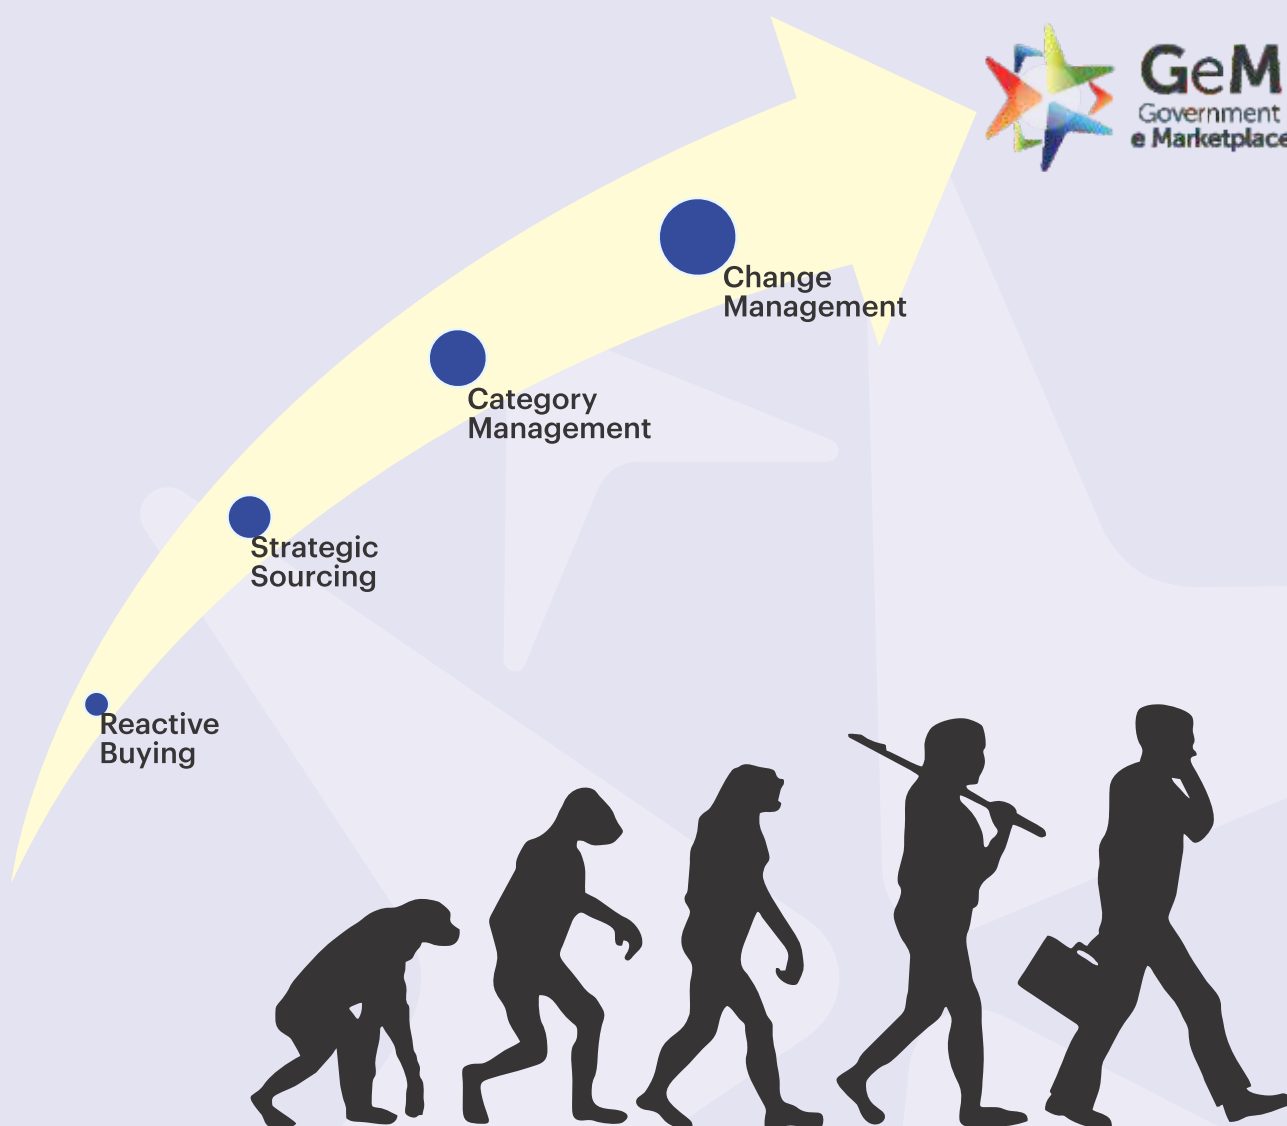 GeM
Government
e Marketplace
Change
Management
Category
Management
Strategic
Sourcing
Reactive
Buying